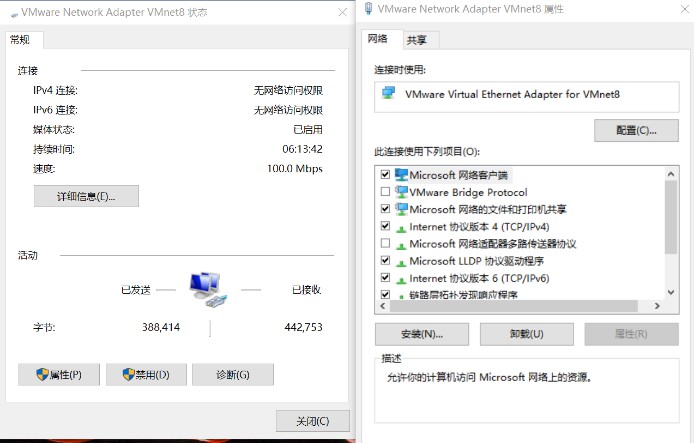 VMware Network Adapter VMnet8 状态
常规
连接
IPv4 连接: 无网络访问权限
IPv6 连接: 无网络访问权限
媒体状态: 已启用
持续时间: 06:13:42
速度: 100.0 Mbps
详细信息(E)...
活动
已发送 已接收
字节: 388,414 442,753
属性(P) 禁用(D) 诊断(G)
关闭(C)
VMware Network Adapter VMnet8 属性
网络 共享
连接时使用:
VMware Virtual Ethernet Adapter for VMnet8
配置(C)...
此连接使用下列项目(O):
Microsoft 网络客户端
VMware Bridge Protocol
Microsoft 网络的文件和打印机共享
Internet 协议版本 4 (TCP/IPv4)
Microsoft 网络适配器多路传送器协议
Microsoft LLDP 协议驱动程序
Internet 协议版本 6 (TCP/IPv6)
链路层拓扑发现响应程序
安装(N)... 卸载(U) 属性(R)
描述
允许你的计算机访问 Microsoft 网络上的资源。